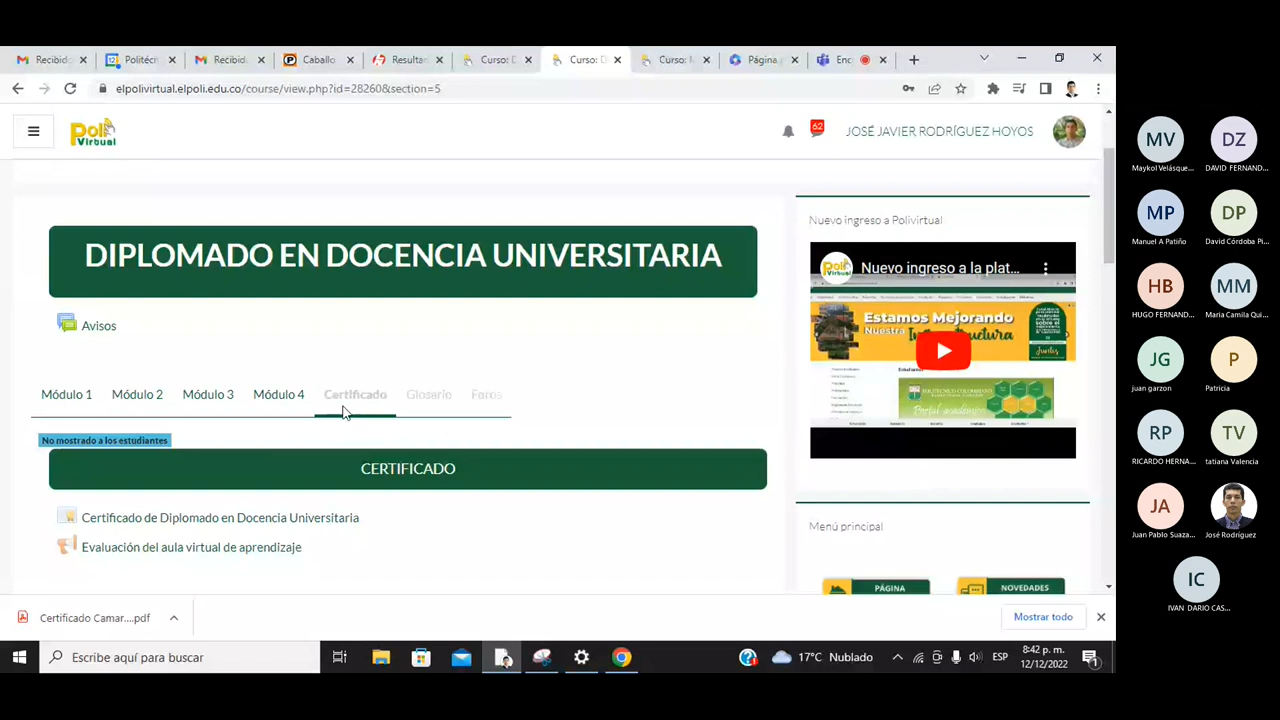 Recibido
Politécn
Recibid
Caballo
Resultac
Curso: D
Curso: D
Curso: M
Página p
Enc
elpolivirtual.elpoli.edu.co/course/view.php?id=28260&section=5
Poli
Virtual
62
JOSÉ JAVIER RODRÍGUEZ HOYOS
DIPLOMADO EN DOCENCIA UNIVERSITARIA
Avisos
Módulo 1
Módulo 2
Módulo 3
Módulo 4
Certificado
Glosario
Foros
No mostrado a los estudiantes
CERTIFICADO
Certificado de Diplomado en Docencia Universitaria
Evaluación del aula virtual de aprendizaje
Nuevo ingreso a Polivirtual
Nuevo ingreso a la plat...
Estamos Mejorando
Nuestra
Menú principal
PÁGINA
NOVEDADES
Certificado Camar....pdf
Mostrar todo
Escribe aquí para buscar
17°C Nublado
ESP
8:42 p. m.
12/12/2022
1
MV
Maykol Velásque...
DZ
DAVID FERNAND...
MP
Manuel A Patiño
DP
David Córdoba Pi...
HB
HUGO FERNAND...
MM
Maria Camila Qui...
JG
juan garzon
P
Patricia
RP
RICARDO HERNA...
TV
tatiana Valencia
JA
Juan Pablo Suaza...
José Rodríguez
IC
IVAN DARIO CAS...